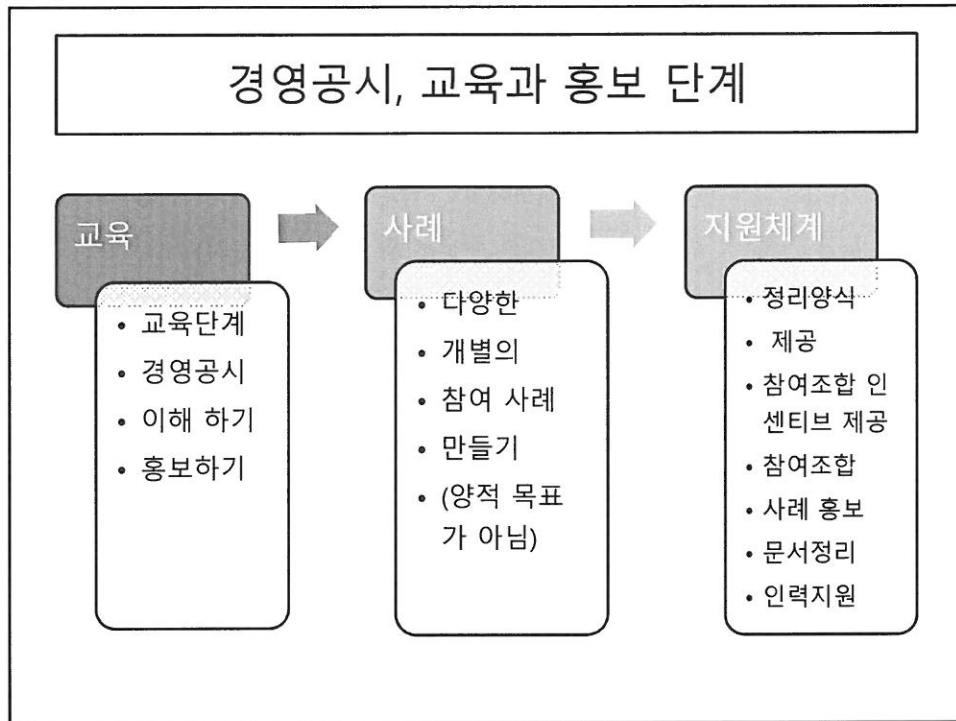 경영공시, 교육과 홍보 단계
교육
• 교육단계
• 경영공시
• 이해 하기
• 홍보하기
사례
• 다양한
• 개별의
• 참여 사례
• 만들기
• (양적 목표
가 아님)
지원체계
• 정리양식
• 제공
• 참여조합 인
센티브 제공
• 참여조합
• 사례 홍보
• 문서정리
• 인력지원